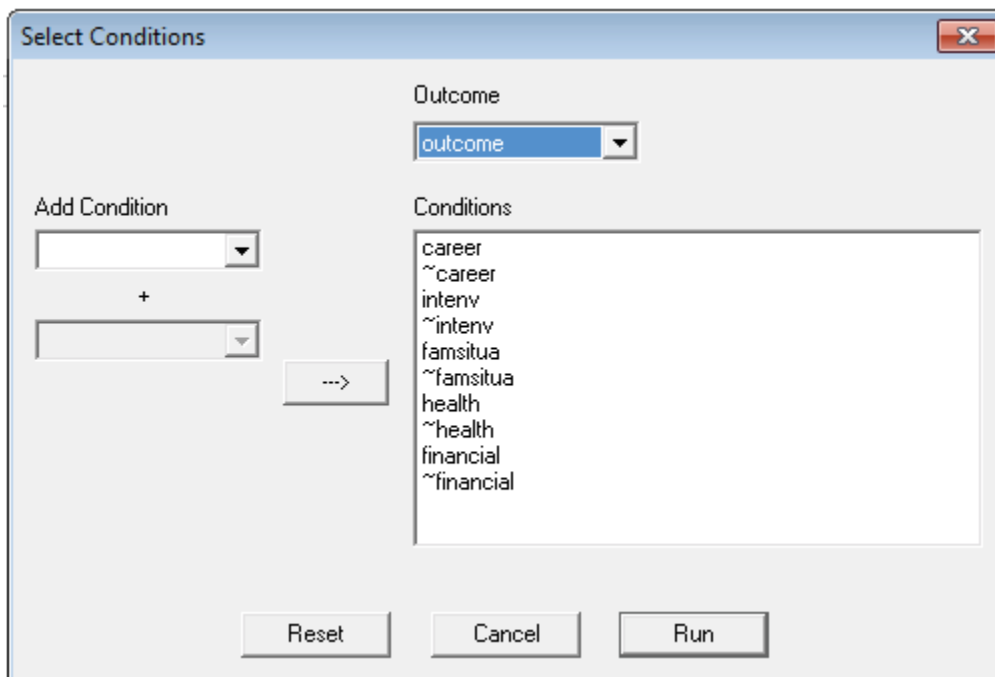 Select Conditions
Outcome
outcome
Add Condition
+
--->
Conditions
career
~career
intenv
~intenv
famsitua
~famsitua
health
~health
financial
~financial
Reset
Cancel
Run